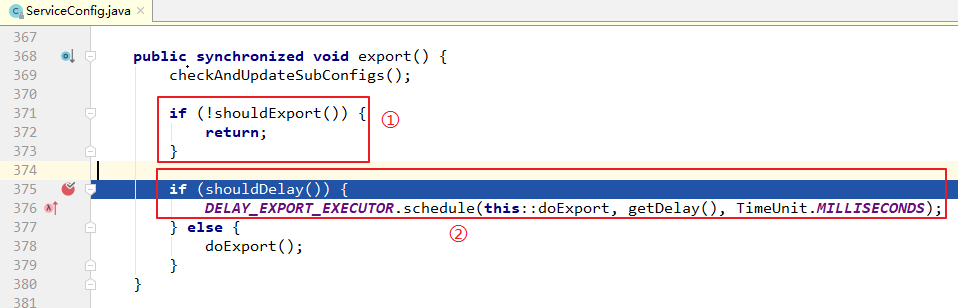 ServiceConfig.java ×
367
368 public synchronized void export() {
369 checkAndUpdateSubConfigs();
370
371 if (!shouldExport()) {
①
372 return;
373 }
374
375 if (shouldDelay()) {
376 DELAY_EXPORT_EXECUTOR.schedule(this::doExport, getDelay(), TimeUnit.MILLISECONDS);
377 } else {
②
378 doExport();
379 }
380 }
381